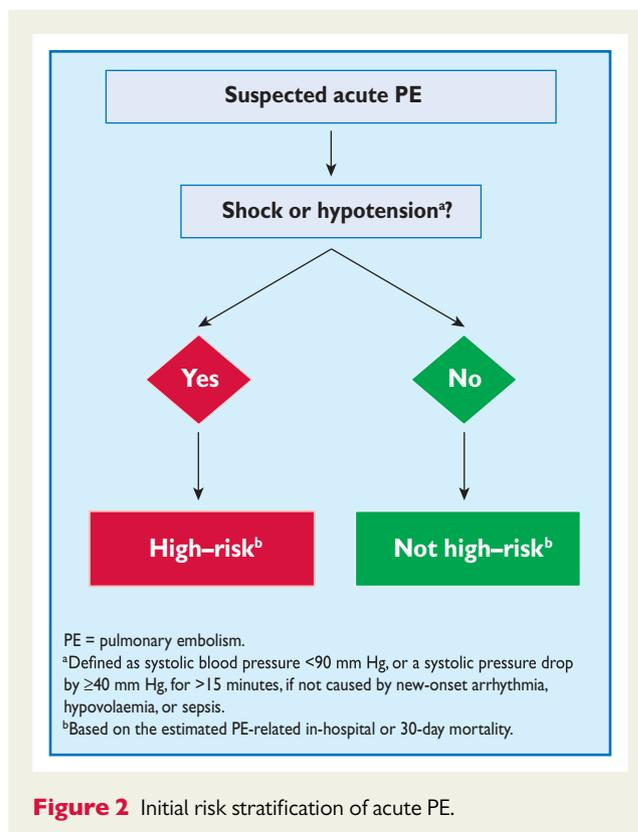 Suspected acute PE
Shock or hypotensionᵃ?
Yes
No
High–riskᵇ
Not high–riskᵇ
PE = pulmonary embolism.
ᵃDefined as systolic blood pressure <90 mm Hg, or a systolic pressure drop
by ≥40 mm Hg, for >15 minutes, if not caused by new-onset arrhythmia,
hypovolaemia, or sepsis.
ᵇBased on the estimated PE-related in-hospital or 30-day mortality.
Figure 2 Initial risk stratification of acute PE.